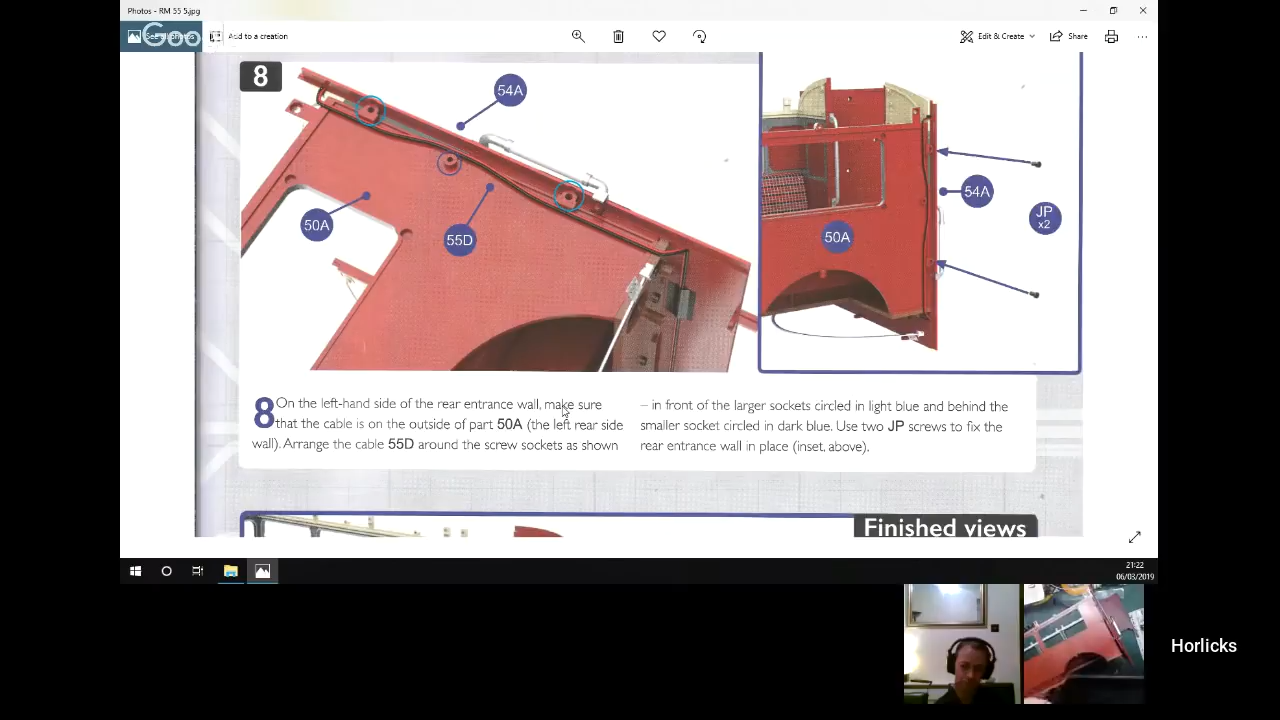 Photos - RM 55 5.jpg
See all photos
Add to a creation
Edit & Create
Share
8
54A
50A
55D
54A
50A
JP
x2
8 On the left-hand side of the rear entrance wall, make sure
that the cable is on the outside of part 50A (the left rear side
wall). Arrange the cable 55D around the screw sockets as shown
– in front of the larger sockets circled in light blue and behind the
smaller socket circled in dark blue. Use two JP screws to fix the
rear entrance wall in place (inset, above).
Finished views
21:22
06/03/2019
Horlicks